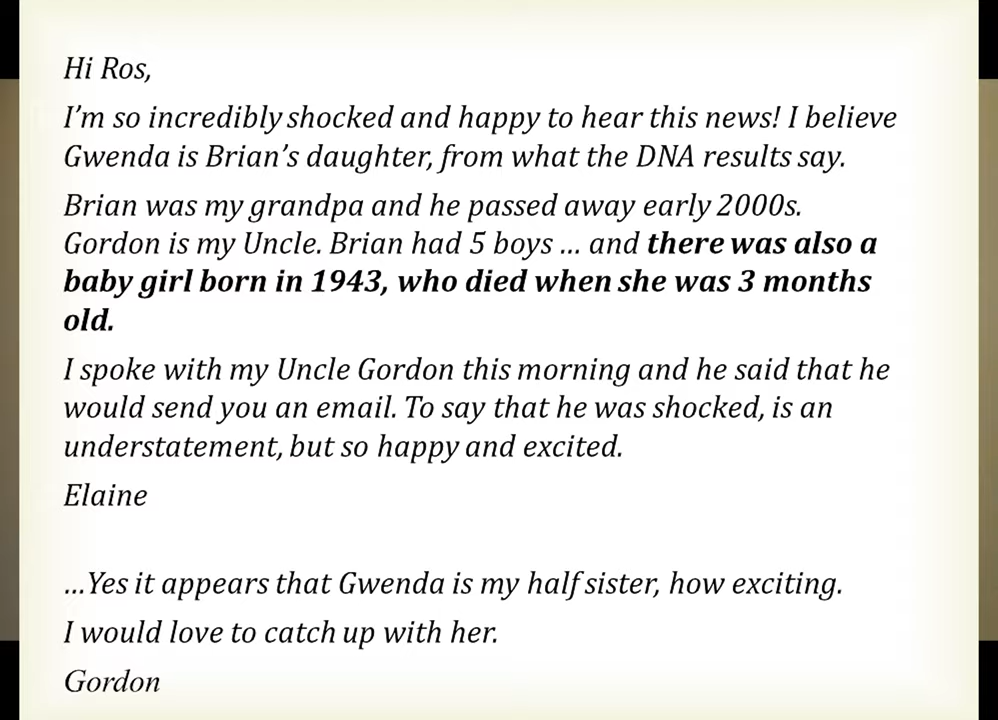 Hi Ros,
I’m so incredibly shocked and happy to hear this news! I believe
Gwenda is Brian’s daughter, from what the DNA results say.
Brian was my grandpa and he passed away early 2000s.
Gordon is my Uncle. Brian had 5 boys … and there was also a
baby girl born in 1943, who died when she was 3 months
old.
I spoke with my Uncle Gordon this morning and he said that he
would send you an email. To say that he was shocked, is an
understatement, but so happy and excited.
Elaine
…Yes it appears that Gwenda is my half sister, how exciting.
I would love to catch up with her.
Gordon